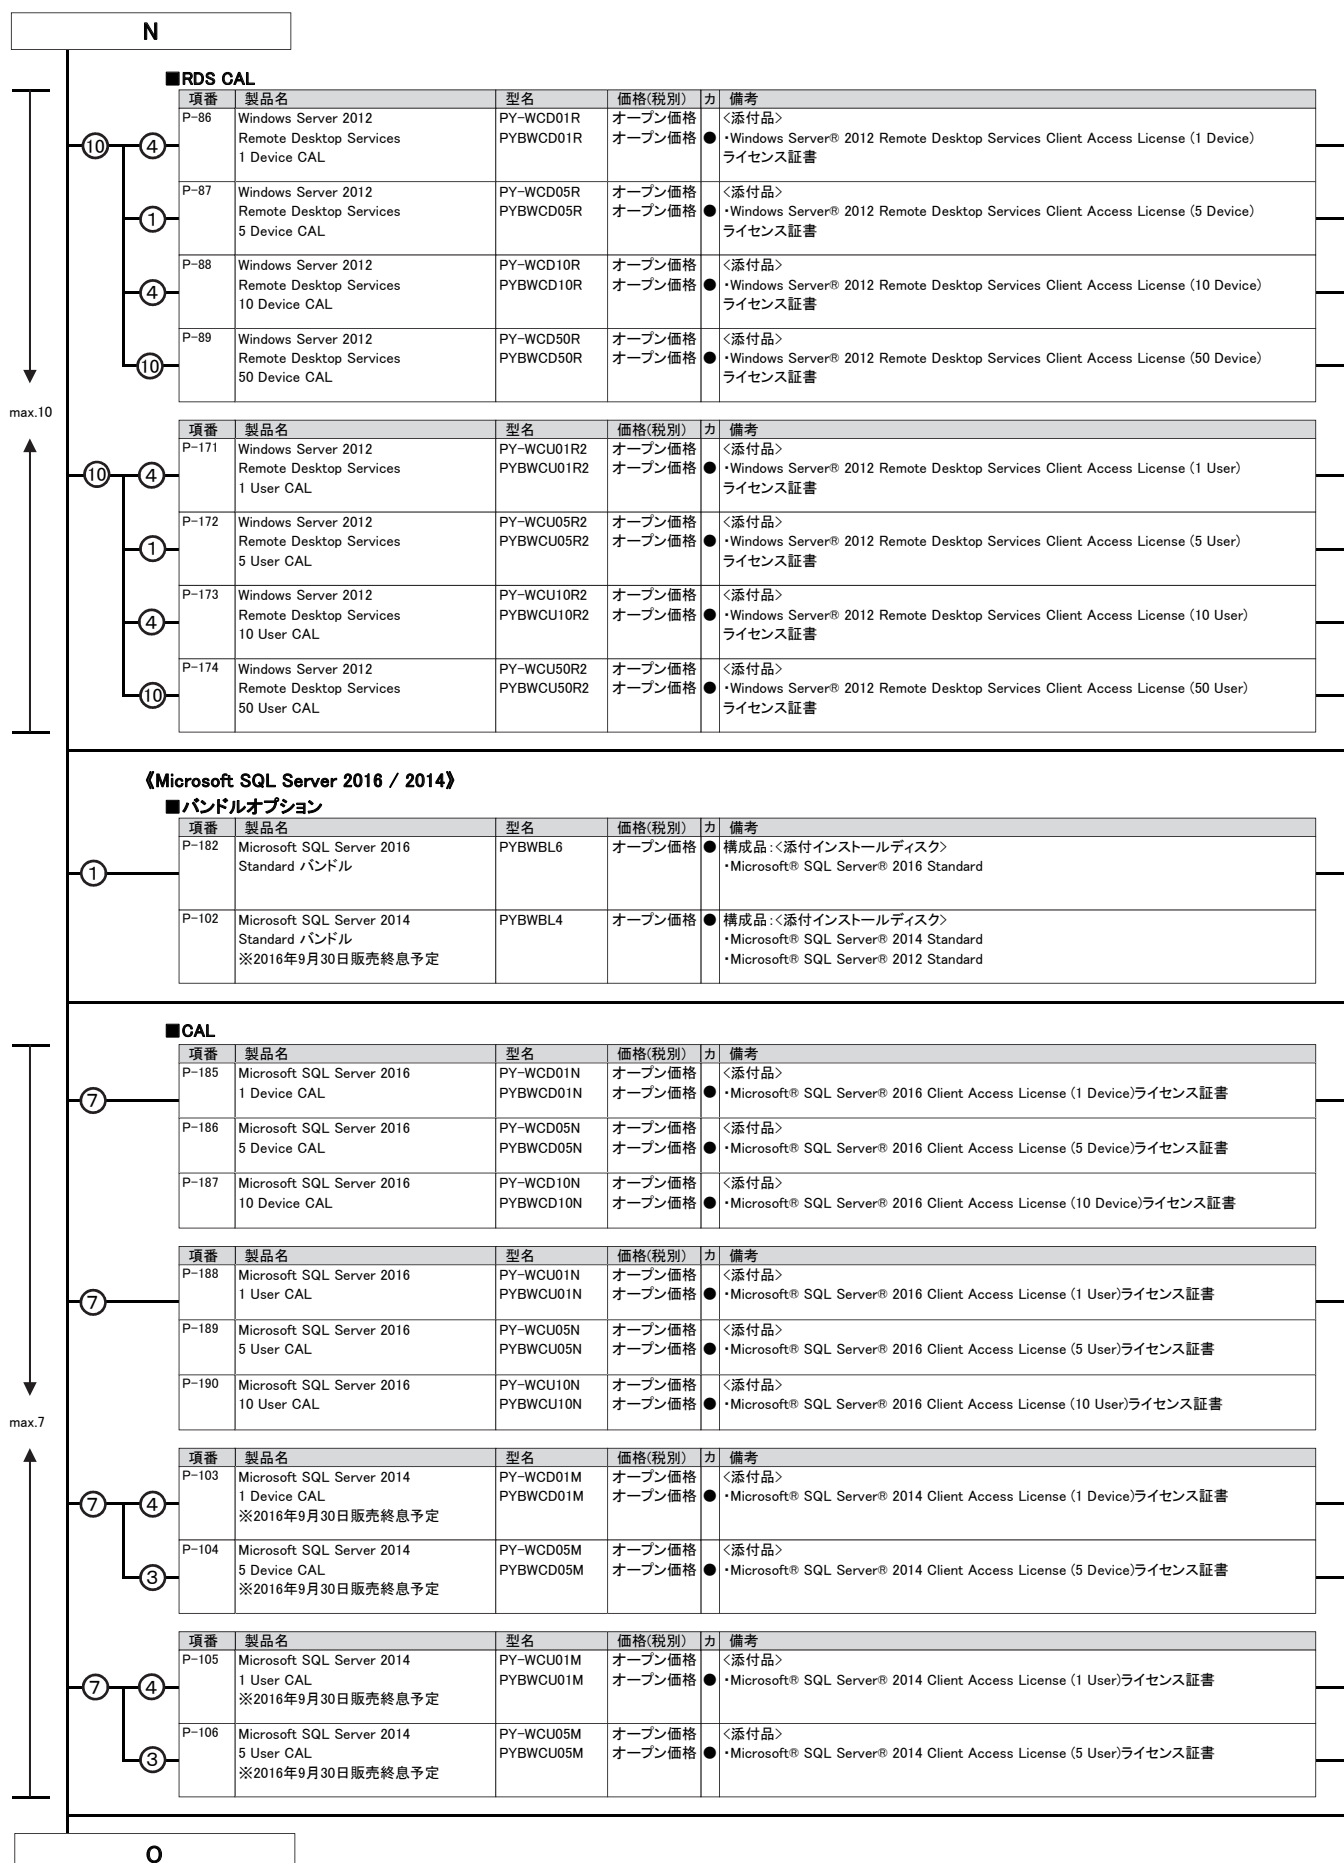 N
■RDS CAL
項番 製品名 型名 価格(税別) カ 備考
P-86 Windows Server 2012 PY-WCD01R オープン価格 <添付品>
⑩ ④ Remote Desktop Services PYBWCD01R オープン価格 ● ・Windows Server® 2012 Remote Desktop Services Client Access License (1 Device)
1 Device CAL ライセンス証書
P-87 Windows Server 2012 PY-WCD05R オープン価格 <添付品>
① Remote Desktop Services PYBWCD05R オープン価格 ● ・Windows Server® 2012 Remote Desktop Services Client Access License (5 Device)
5 Device CAL ライセンス証書
P-88 Windows Server 2012 PY-WCD10R オープン価格 <添付品>
④ Remote Desktop Services PYBWCD10R オープン価格 ● ・Windows Server® 2012 Remote Desktop Services Client Access License (10 Device)
10 Device CAL ライセンス証書
P-89 Windows Server 2012 PY-WCD50R オープン価格 <添付品>
⑩ Remote Desktop Services PYBWCD50R オープン価格 ● ・Windows Server® 2012 Remote Desktop Services Client Access License (50 Device)
50 Device CAL ライセンス証書
max.10
項番 製品名 型名 価格(税別) カ 備考
P-171 Windows Server 2012 PY-WCU01R2 オープン価格 <添付品>
⑩ ④ Remote Desktop Services PYBWCU01R2 オープン価格 ● ・Windows Server® 2012 Remote Desktop Services Client Access License (1 User)
1 User CAL ライセンス証書
P-172 Windows Server 2012 PY-WCU05R2 オープン価格 <添付品>
① Remote Desktop Services PYBWCU05R2 オープン価格 ● ・Windows Server® 2012 Remote Desktop Services Client Access License (5 User)
5 User CAL ライセンス証書
P-173 Windows Server 2012 PY-WCU10R2 オープン価格 <添付品>
④ Remote Desktop Services PYBWCU10R2 オープン価格 ● ・Windows Server® 2012 Remote Desktop Services Client Access License (10 User)
10 User CAL ライセンス証書
P-174 Windows Server 2012 PY-WCU50R2 オープン価格 <添付品>
⑩ Remote Desktop Services PYBWCU50R2 オープン価格 ● ・Windows Server® 2012 Remote Desktop Services Client Access License (50 User)
50 User CAL ライセンス証書
《Microsoft SQL Server 2016 / 2014》
■バンドルオプション
項番 製品名 型名 価格(税別) カ 備考
P-182 Microsoft SQL Server 2016 PYBWBL6 オープン価格 ● 構成品:<添付インストールディスク>
① Standard バンドル ・Microsoft® SQL Server® 2016 Standard
P-102 Microsoft SQL Server 2014 PYBWBL4 オープン価格 ● 構成品:<添付インストールディスク>
Standard バンドル ・Microsoft® SQL Server® 2014 Standard
※2016年9月30日販売終息予定 ・Microsoft® SQL Server® 2012 Standard
■CAL
項番 製品名 型名 価格(税別) カ 備考
P-185 Microsoft SQL Server 2016 PY-WCD01N オープン価格 <添付品>
⑦ 1 Device CAL PYBWCD01N オープン価格 ● ・Microsoft® SQL Server® 2016 Client Access License (1 Device)ライセンス証書
P-186 Microsoft SQL Server 2016 PY-WCD05N オープン価格 <添付品>
5 Device CAL PYBWCD05N オープン価格 ● ・Microsoft® SQL Server® 2016 Client Access License (5 Device)ライセンス証書
P-187 Microsoft SQL Server 2016 PY-WCD10N オープン価格 <添付品>
10 Device CAL PYBWCD10N オープン価格 ● ・Microsoft® SQL Server® 2016 Client Access License (10 Device)ライセンス証書
項番 製品名 型名 価格(税別) カ 備考
P-188 Microsoft SQL Server 2016 PY-WCU01N オープン価格 <添付品>
⑦ 1 User CAL PYBWCU01N オープン価格 ● ・Microsoft® SQL Server® 2016 Client Access License (1 User)ライセンス証書
P-189 Microsoft SQL Server 2016 PY-WCU05N オープン価格 <添付品>
5 User CAL PYBWCU05N オープン価格 ● ・Microsoft® SQL Server® 2016 Client Access License (5 User)ライセンス証書
P-190 Microsoft SQL Server 2016 PY-WCU10N オープン価格 <添付品>
10 User CAL PYBWCU10N オープン価格 ● ・Microsoft® SQL Server® 2016 Client Access License (10 User)ライセンス証書
max.7
項番 製品名 型名 価格(税別) カ 備考
P-103 Microsoft SQL Server 2014 PY-WCD01M オープン価格 <添付品>
⑦ ④ 1 Device CAL PYBWCD01M オープン価格 ● ・Microsoft® SQL Server® 2014 Client Access License (1 Device)ライセンス証書
※2016年9月30日販売終息予定
P-104 Microsoft SQL Server 2014 PY-WCD05M オープン価格 <添付品>
③ 5 Device CAL PYBWCD05M オープン価格 ● ・Microsoft® SQL Server® 2014 Client Access License (5 Device)ライセンス証書
※2016年9月30日販売終息予定
項番 製品名 型名 価格(税別) カ 備考
P-105 Microsoft SQL Server 2014 PY-WCU01M オープン価格 <添付品>
⑦ ④ 1 User CAL PYBWCU01M オープン価格 ● ・Microsoft® SQL Server® 2014 Client Access License (1 User)ライセンス証書
※2016年9月30日販売終息予定
P-106 Microsoft SQL Server 2014 PY-WCU05M オープン価格 <添付品>
③ 5 User CAL PYBWCU05M オープン価格 ● ・Microsoft® SQL Server® 2014 Client Access License (5 User)ライセンス証書
※2016年9月30日販売終息予定
O